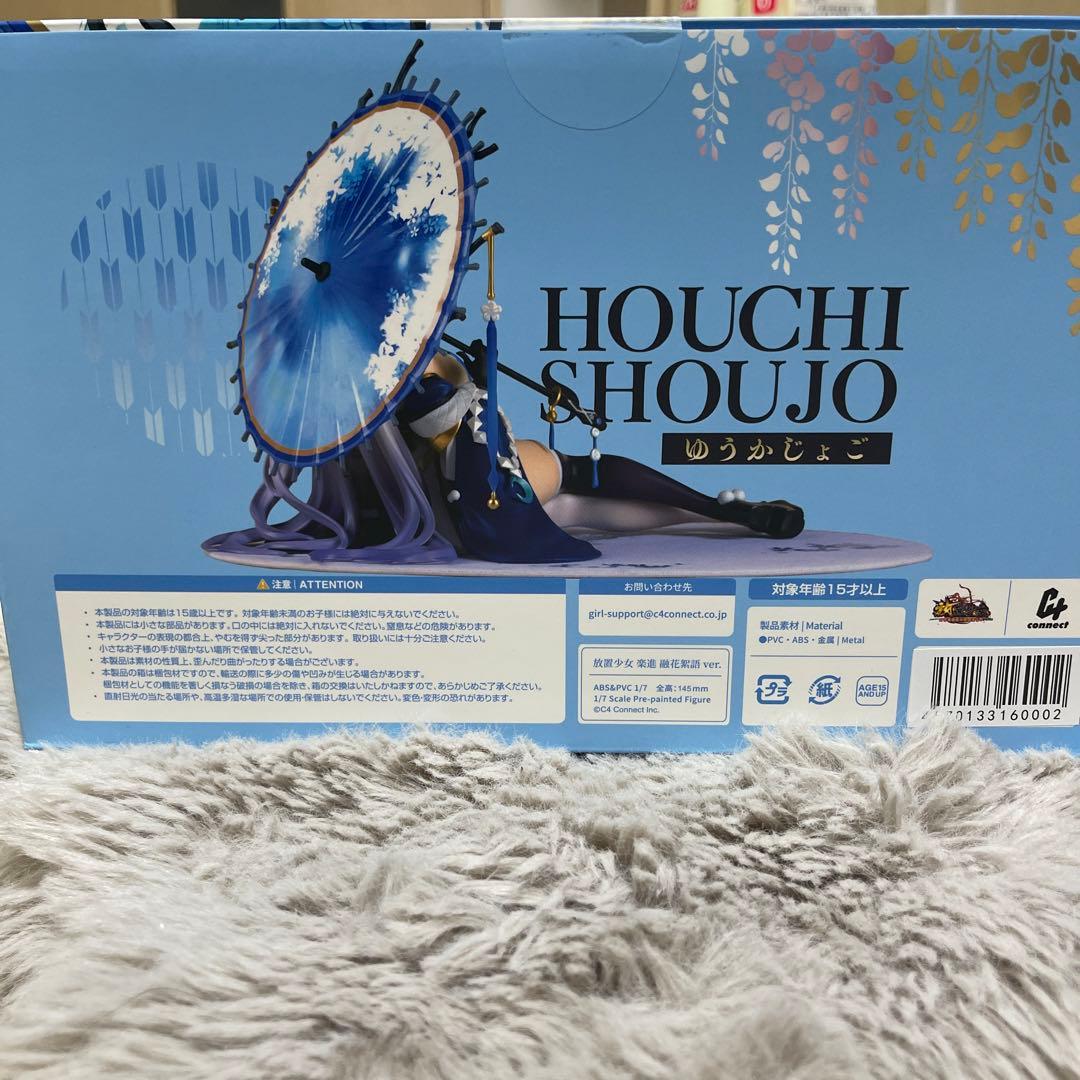 HOUCHI
SHOUJO
ゆうかじょご
注意 | ATTENTION
・本製品の対象年齢は15歳以上です。対象年齢未満のお子様には絶対に与えないでください。
・本製品には小さな部品があります。口の中には絶対に入れないでください。窒息などの危険があります。
・キャラクターの表現の都合上、やむを得ず尖った部分があります。取り扱いには十分ご注意ください。
・小さなお子様の手が届かない場所で保管してください。
・本製品は素材の性質上、歪んだり曲がったりする場合がございます。
・本製品の箱は梱包材ですので、輸送の際に多少の傷や凹みが生じる場合があります。
梱包材としての機能を著しく損なう破損の場合を除き、箱の交換はいたしかねますので、あらかじめご了承ください。
・直射日光の当たる場所や、高温多湿な場所での使用・保管はしないでください。変色・変形の恐れがあります。
お問い合わせ先
girl-support@c4connect.co.jp
放置少女 楽進 融花絮語 ver.
ABS&PVC 1/7 全高:145mm
1/7 Scale Pre-painted Figure
©C4 Connect Inc.
対象年齢15才以上
製品素材 | Material
●PVC・ABS・金属 | Metal
プラ
紙
AGE15
AND UP
C4
connect
70133160002